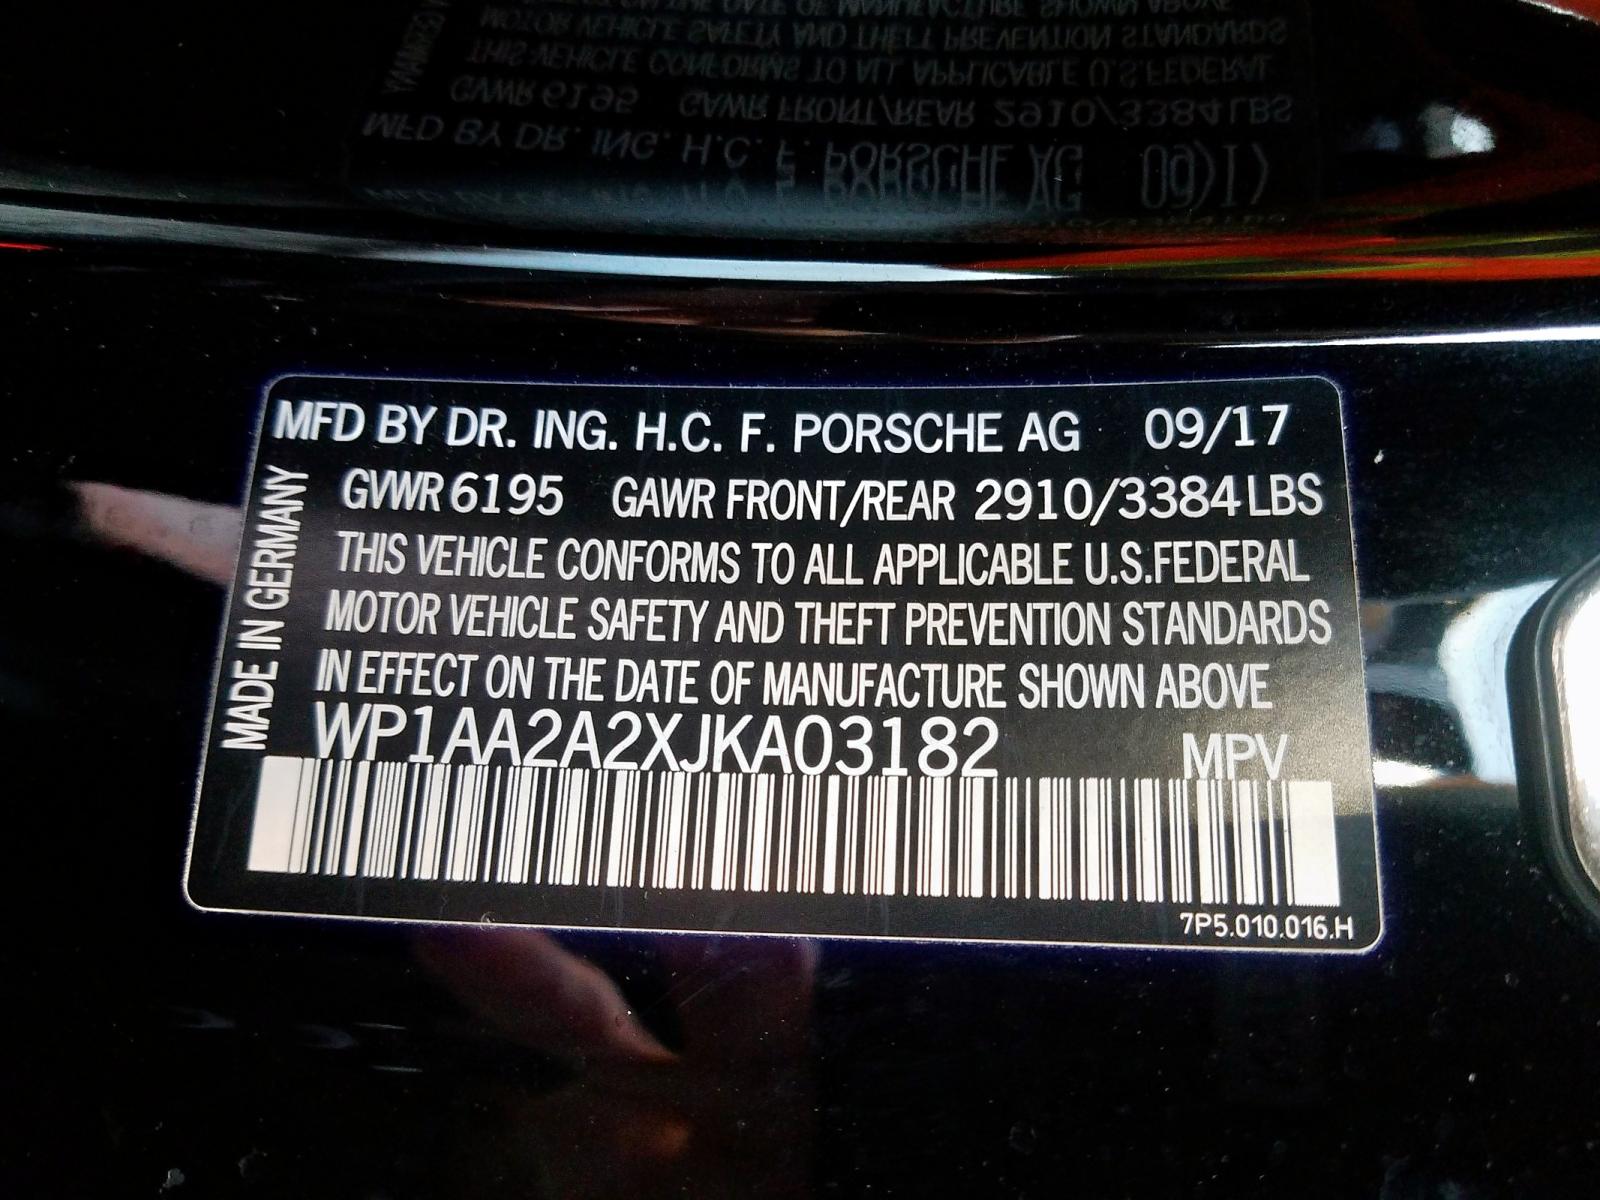 MFD BY DR. ING. H.C. F. PORSCHE AG 09/17
GVWR 6195 GAWR FRONT/REAR 2910/3384 LBS
THIS VEHICLE CONFORMS TO ALL APPLICABLE U.S.FEDERAL
MOTOR VEHICLE SAFETY AND THEFT PREVENTION STANDARDS
IN EFFECT ON THE DATE OF MANUFACTURE SHOWN ABOVE
WP1AA2A2XJKA03182 MPV
MADE IN GERMANY
7P5.010.016.H